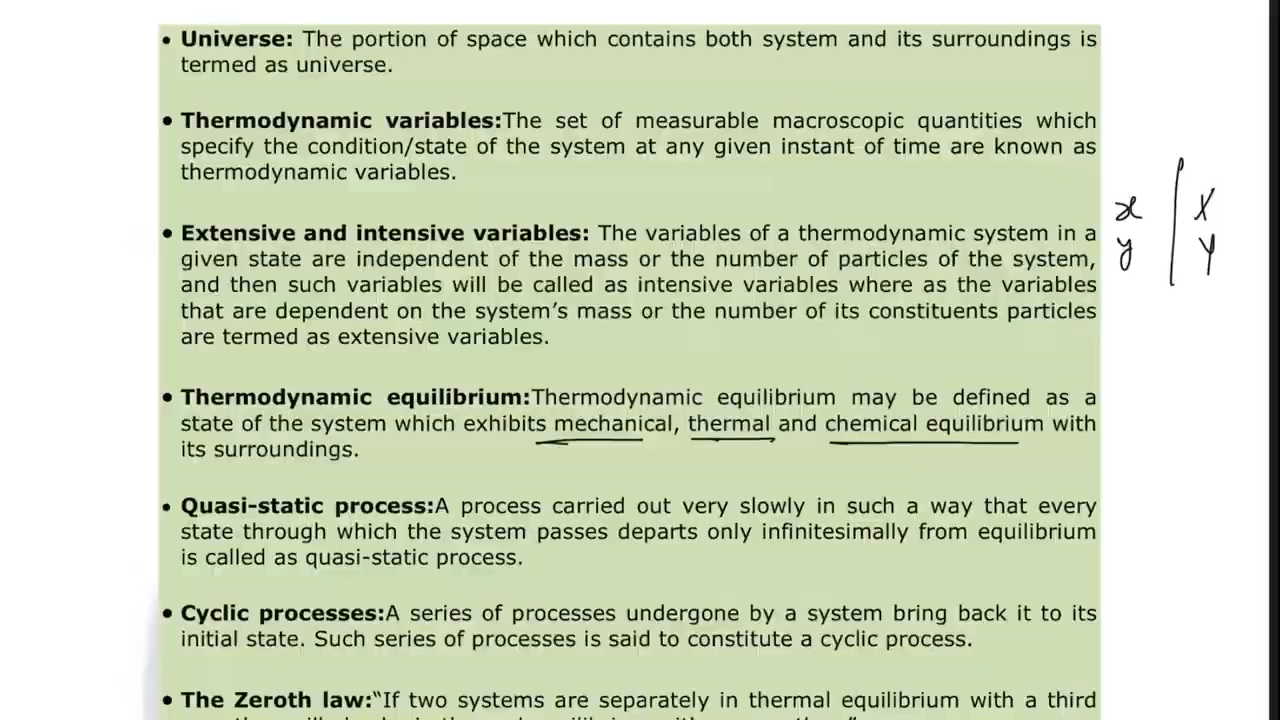 • Universe: The portion of space which contains both system and its surroundings is
termed as universe.
• Thermodynamic variables:The set of measurable macroscopic quantities which
specify the condition/state of the system at any given instant of time are known as
thermodynamic variables.
• Extensive and intensive variables: The variables of a thermodynamic system in a
given state are independent of the mass or the number of particles of the system,
and then such variables will be called as intensive variables where as the variables
that are dependent on the system's mass or the number of its constituents particles
are termed as extensive variables.
x | X
y | Y
• Thermodynamic equilibrium:Thermodynamic equilibrium may be defined as a
state of the system which exhibits mechanical, thermal and chemical equilibrium with
its surroundings.
• Quasi-static process:A process carried out very slowly in such a way that every
state through which the system passes departs only infinitesimally from equilibrium
is called as quasi-static process.
• Cyclic processes:A series of processes undergone by a system bring back it to its
initial state. Such series of processes is said to constitute a cyclic process.
• The Zeroth law:“If two systems are separately in thermal equilibrium with a third